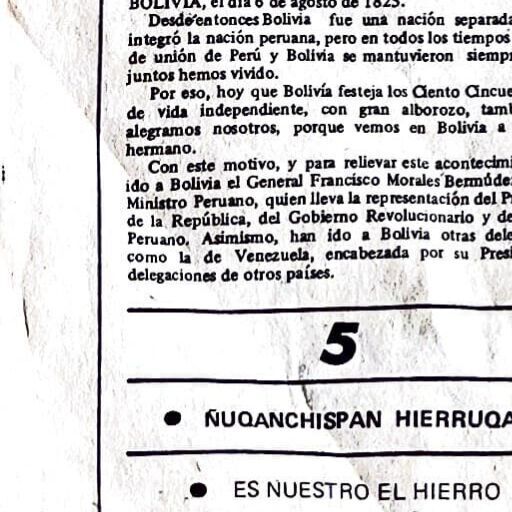 BOLIVIA, el día 6 de agosto de 1825.
Desde entonces Bolivia fue una nación separada
integró la nación peruana, pero en todos los tiempos
de unión de Perú y Bolivia se mantuvieron siemp
juntos hemos vivido.
Por eso, hoy que Bolivia festeja los Ciento Cincue
de vida independiente, con gran alborozo, tamb
alegramos nosotros, porque vemos en Bolivia a
hermano.
Con este motivo, y para relievar este acontecimi
ido a Bolivia el General Francisco Morales Bermúde
Ministro Peruano, quien lleva la representación del P
de la República, del Gobierno Revolucionario y de
Peruano. Asimismo, han ido a Bolivia otras dele
como la de Venezuela, encabezada por su Presi
delegaciones de otros países.
5
● ÑUQANCHISPAN HIERRUQA
● ES NUESTRO EL HIERRO